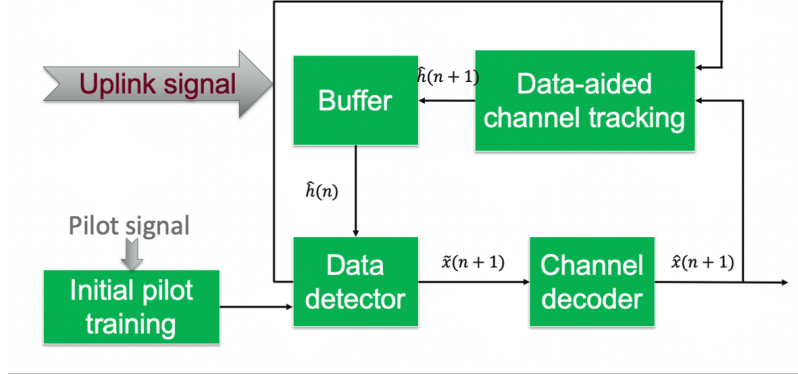 Uplink signal
Buffer
ĥ(n + 1)
Data-aided
channel tracking
ĥ(n)
Pilot signal
Initial pilot
training
Data
detector
x̃(n + 1)
Channel
decoder
x̂(n + 1)